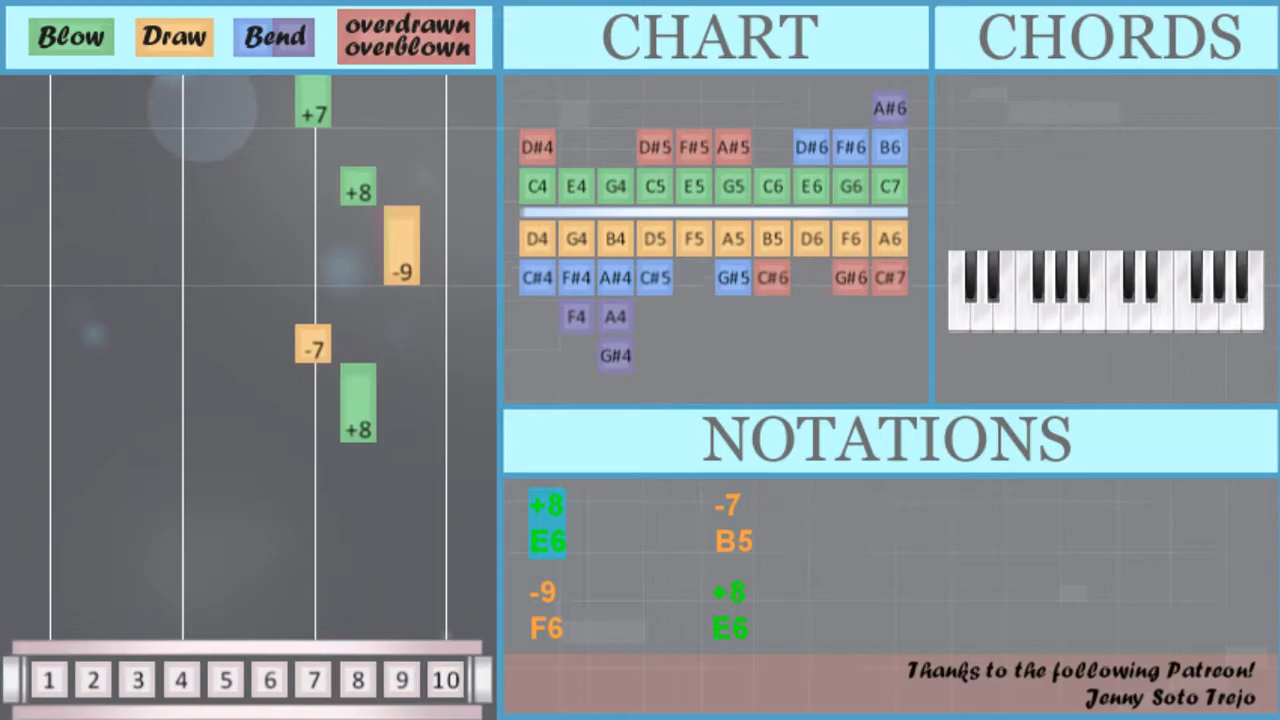 Blow Draw Bend overdrawn
overblown
CHART
CHORDS
+7
+8
-9
-7
+8
1 2 3 4 5 6 7 8 9 10
A#6
D#4 D#5 F#5 A#5 D#6 F#6 B6
C4 E4 G4 C5 E5 G5 C6 E6 G6 C7
D4 G4 B4 D5 F5 A5 B5 D6 F6 A6
C#4 F#4 A#4 C#5 G#5 C#6 G#6 C#7
F4 A4
G#4
NOTATIONS
+8 -7
E6 B5
-9 +8
F6 E6
Thanks to the following Patreon!
Jenny Soto Trejo